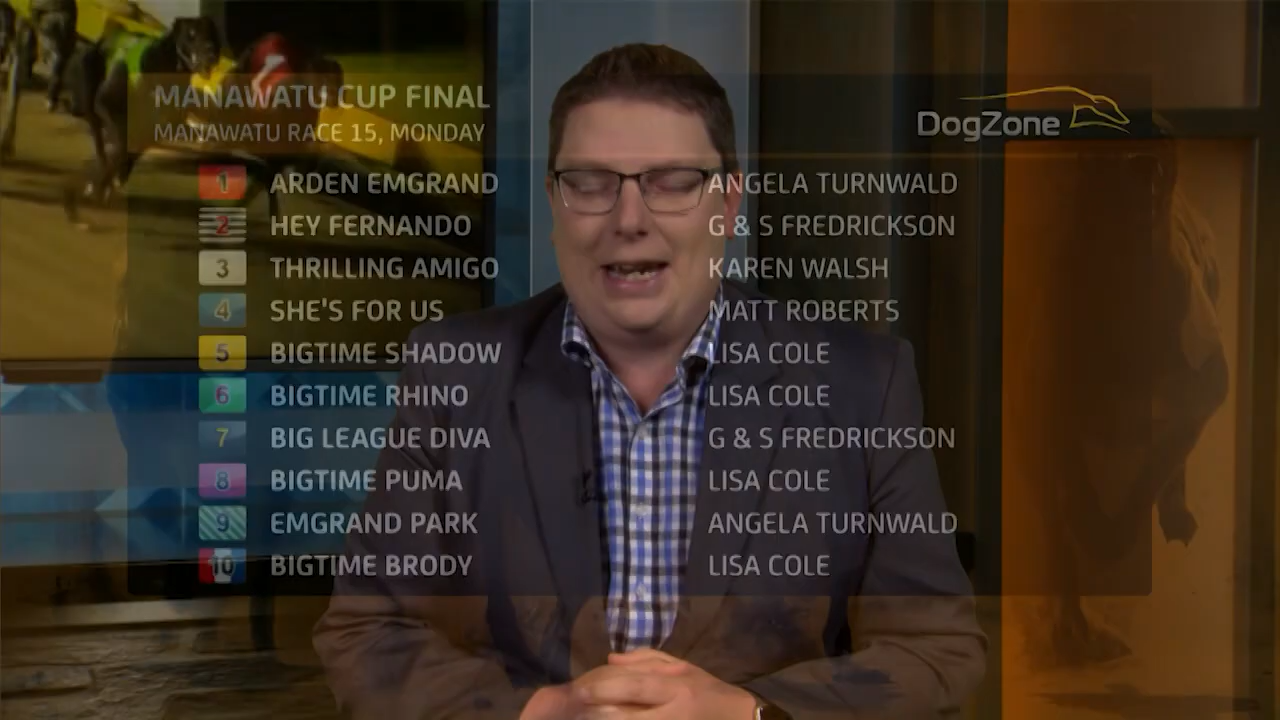 MANAWATU CUP FINAL
MANAWATU RACE 15, MONDAY
DogZone
1 ARDEN EMGRAND ANGELA TURNWALD
2 HEY FERNANDO G & S FREDRICKSON
3 THRILLING AMIGO KAREN WALSH
4 SHE'S FOR US MATT ROBERTS
5 BIGTIME SHADOW LISA COLE
6 BIGTIME RHINO LISA COLE
7 BIG LEAGUE DIVA G & S FREDRICKSON
8 BIGTIME PUMA LISA COLE
9 EMGRAND PARK ANGELA TURNWALD
10 BIGTIME BRODY LISA COLE